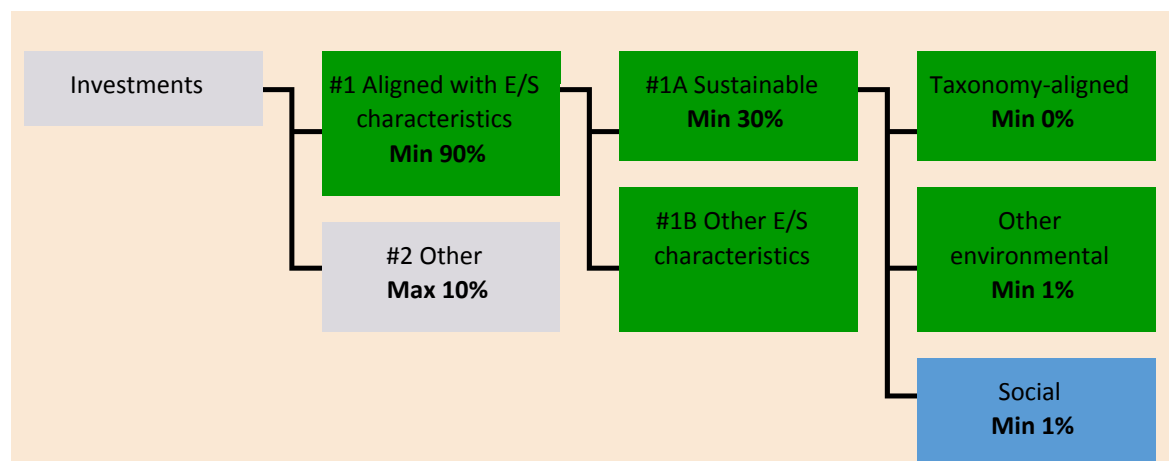 Investments
#1 Aligned with E/S
characteristics
Min 90%
#2 Other
Max 10%
#1A Sustainable
Min 30%
#1B Other E/S
characteristics
Taxonomy-aligned
Min 0%
Other
environmental
Min 1%
Social
Min 1%